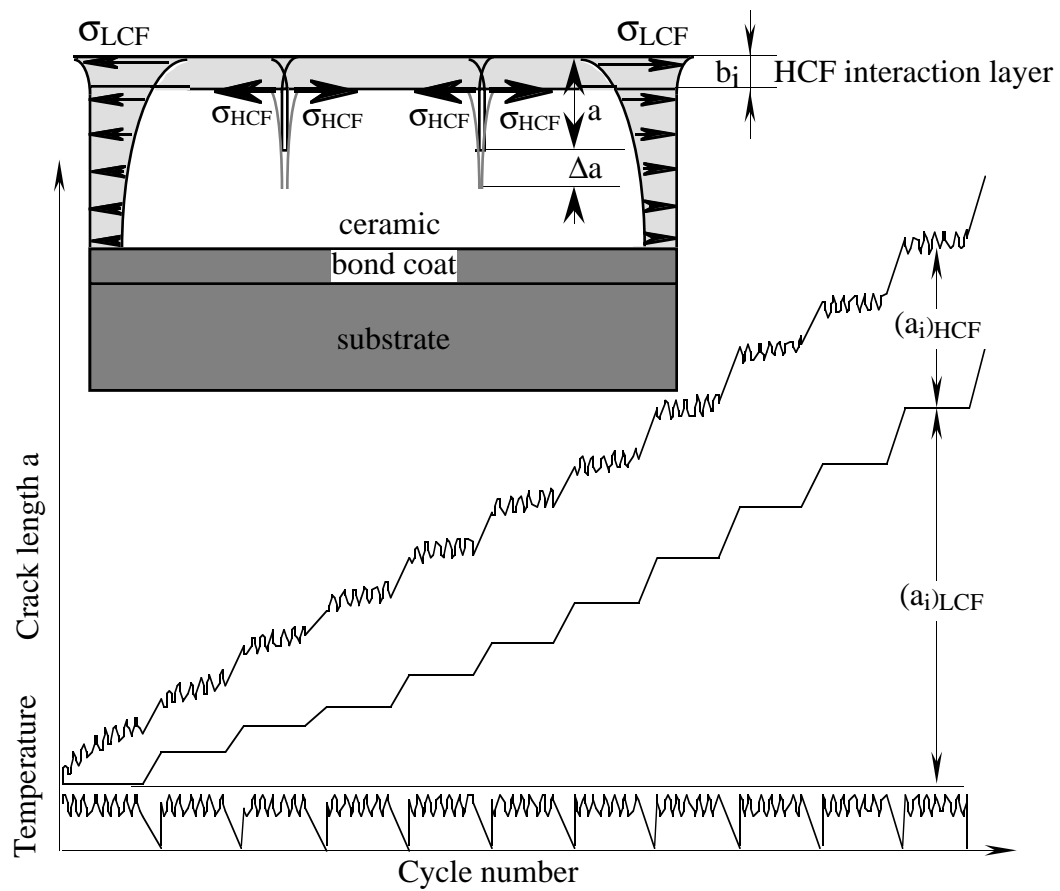 σLCF
σLCF
bi
HCF interaction layer
σHCF
σHCF
σHCF
σHCF
a
Δa
ceramic
bond coat
substrate
(ai)HCF
(ai)LCF
Crack length a
Temperature
Cycle number